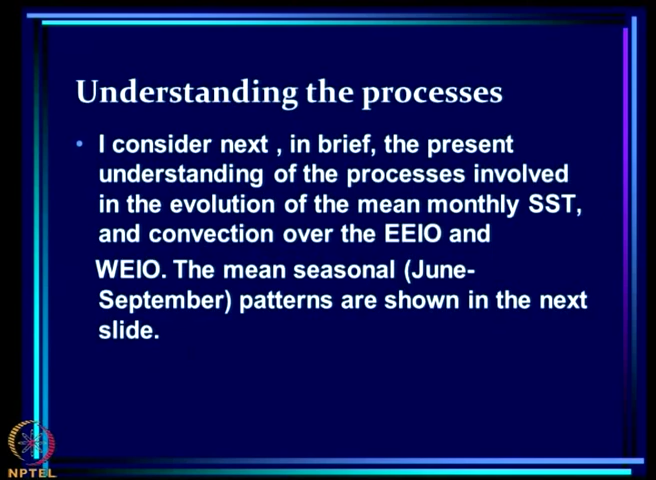 Understanding the processes
• I consider next , in brief, the present
understanding of the processes involved
in the evolution of the mean monthly SST,
and convection over the EEIO and
WEIO. The mean seasonal (June-
September) patterns are shown in the next
slide.
NPTEL